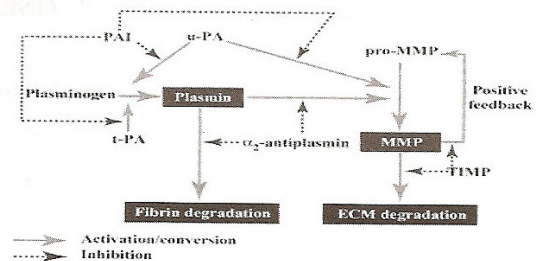 PAI
u-PA
pro-MMP
Plasminogen
Plasmin
Positive
feedback
t-PA
α₂-antiplasmin
MMP
TIMP
Fibrin degradation
ECM degradation
Activation/conversion
Inhibition